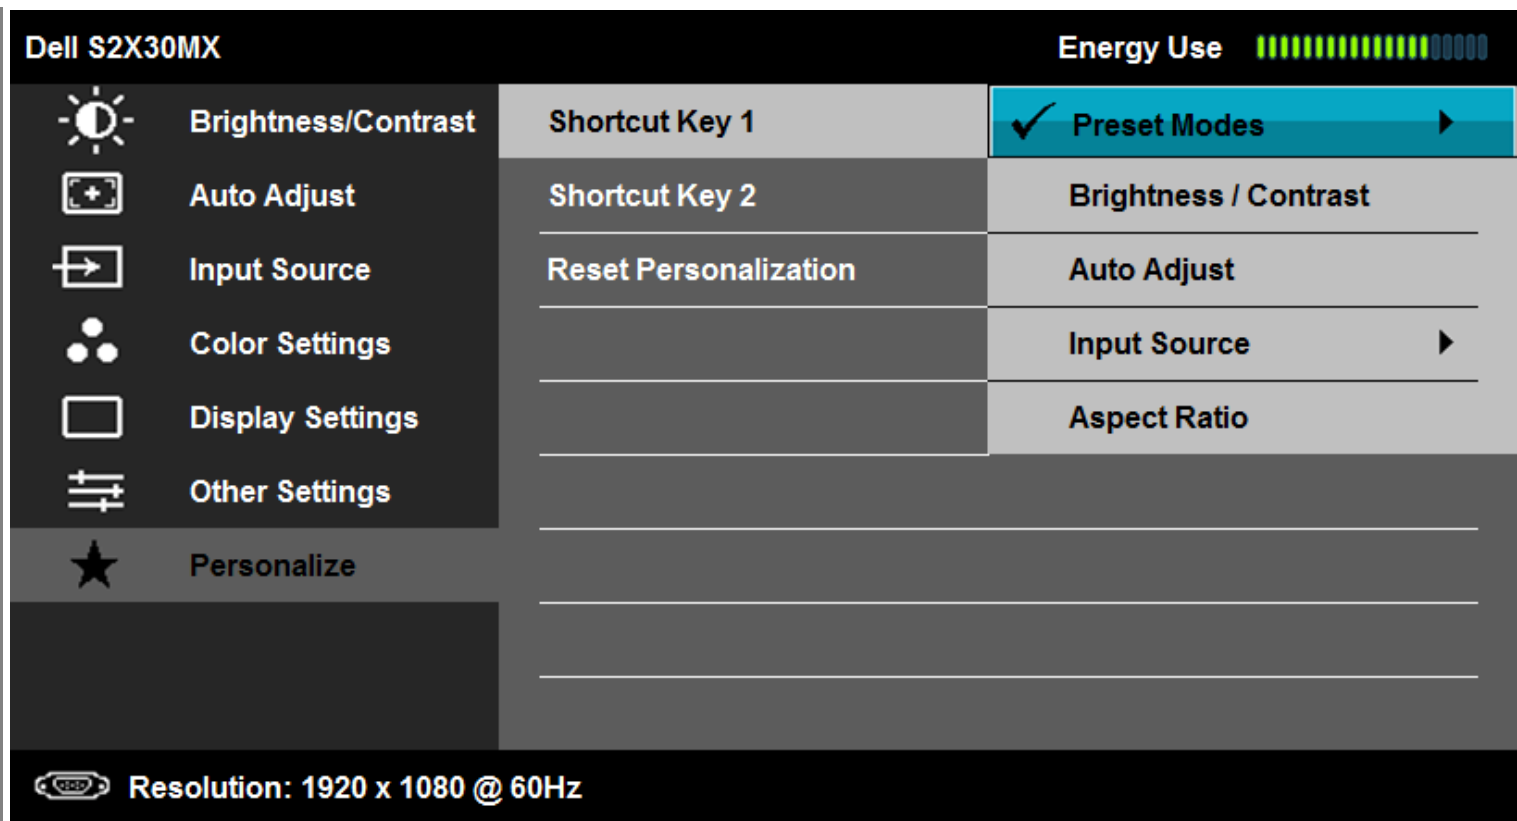 Dell S2X30MX Energy Use
Brightness/Contrast Shortcut Key 1 Preset Modes
Auto Adjust Shortcut Key 2 Brightness / Contrast
Input Source Reset Personalization Auto Adjust
Color Settings Input Source
Display Settings Aspect Ratio
Other Settings
Personalize
Resolution: 1920 x 1080 @ 60Hz